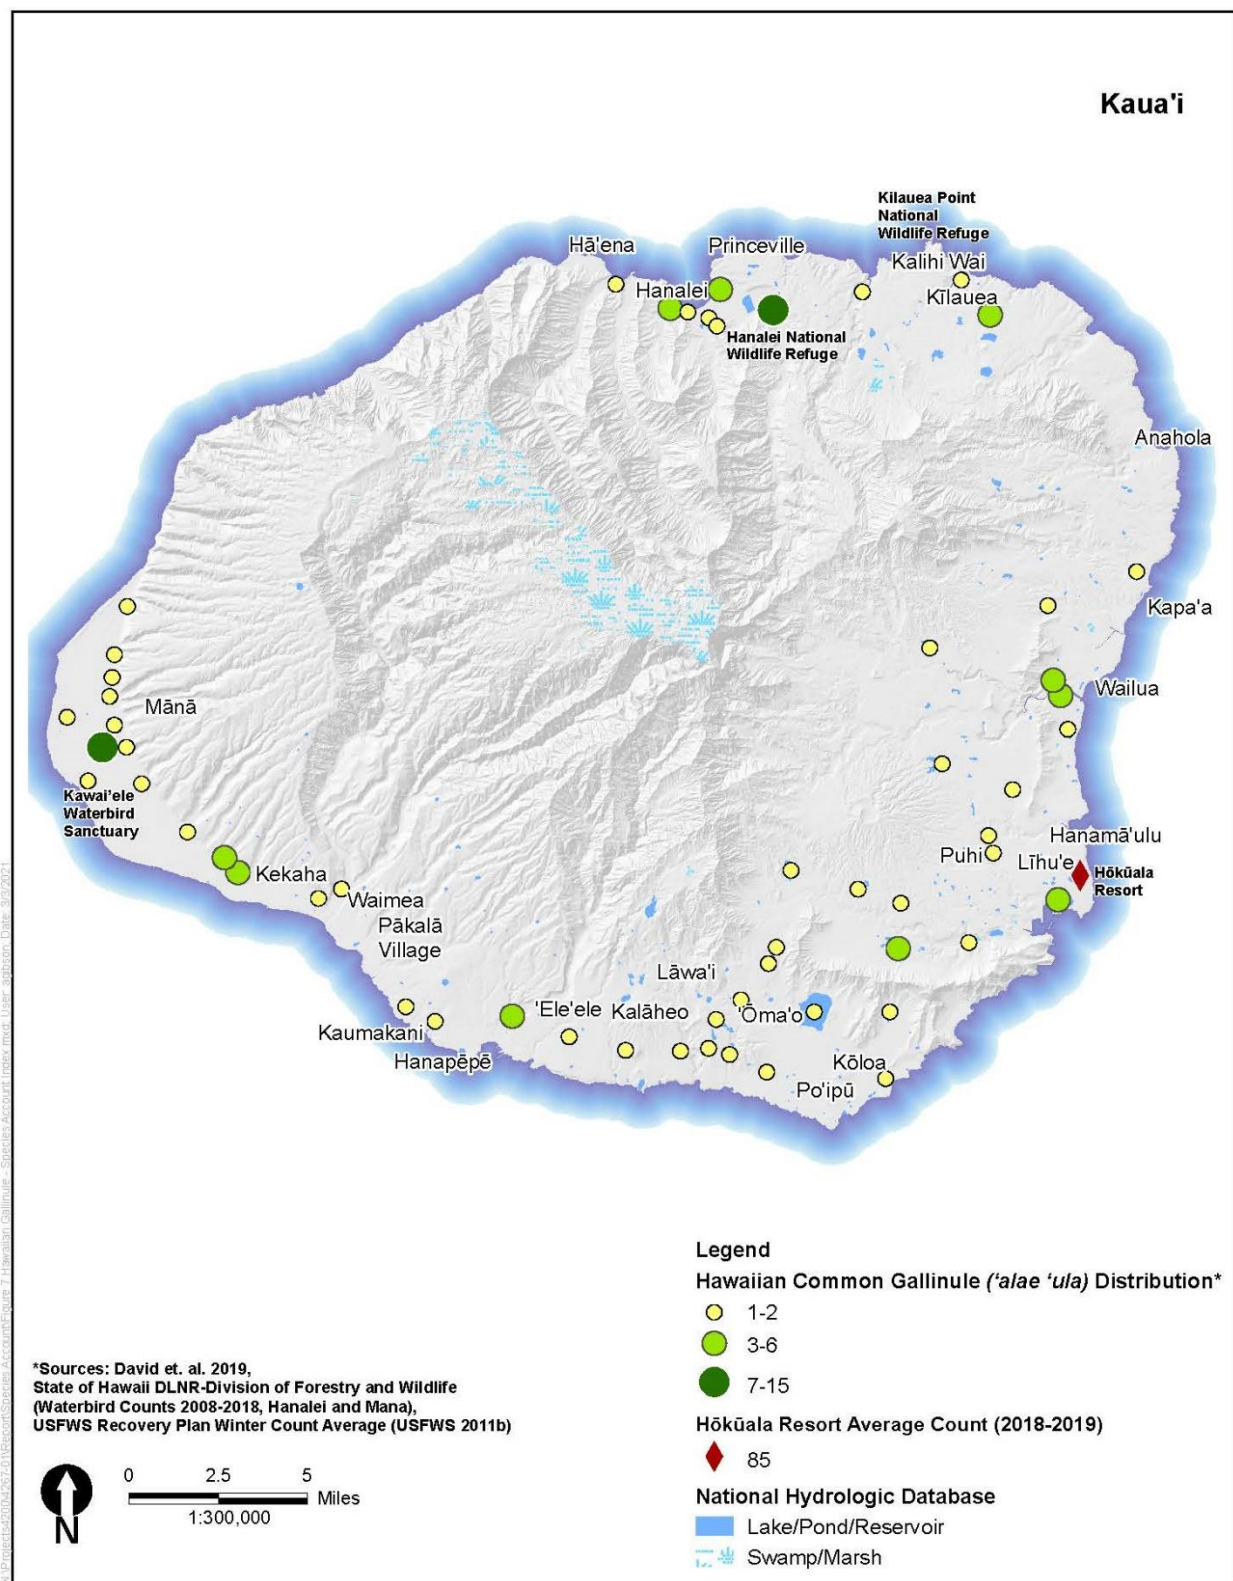 Kaua'i
Kilauea Point
National
Wildlife Refuge
Hā'ena
Princeville
Kalihi Wai
Hanalei
Kīlauea
Hanalei National
Wildlife Refuge
Anahola
Kapa'a
Wailua
Mānā
Kawai'ele
Waterbird
Sanctuary
Hanamā'ulu
Puhi
Līhu'e
Hōkūala
Resort
Kekaha
Waimea
Pākalā
Village
Lāwa'i
'Ele'ele
Kalāheo
'Ōma'o
Kaumakani
Hanapēpē
Kōloa
Po'ipū
Legend
Hawaiian Common Gallinule ('alae 'ula) Distribution*
1-2
3-6
7-15
Hōkūala Resort Average Count (2018-2019)
85
National Hydrologic Database
Lake/Pond/Reservoir
Swamp/Marsh
*Sources: David et. al. 2019,
State of Hawaii DLNR-Division of Forestry and Wildlife
(Waterbird Counts 2008-2018, Hanalei and Mana),
USFWS Recovery Plan Winter Count Average (USFWS 2011b)
0 2.5 5
Miles
1:300,000
N